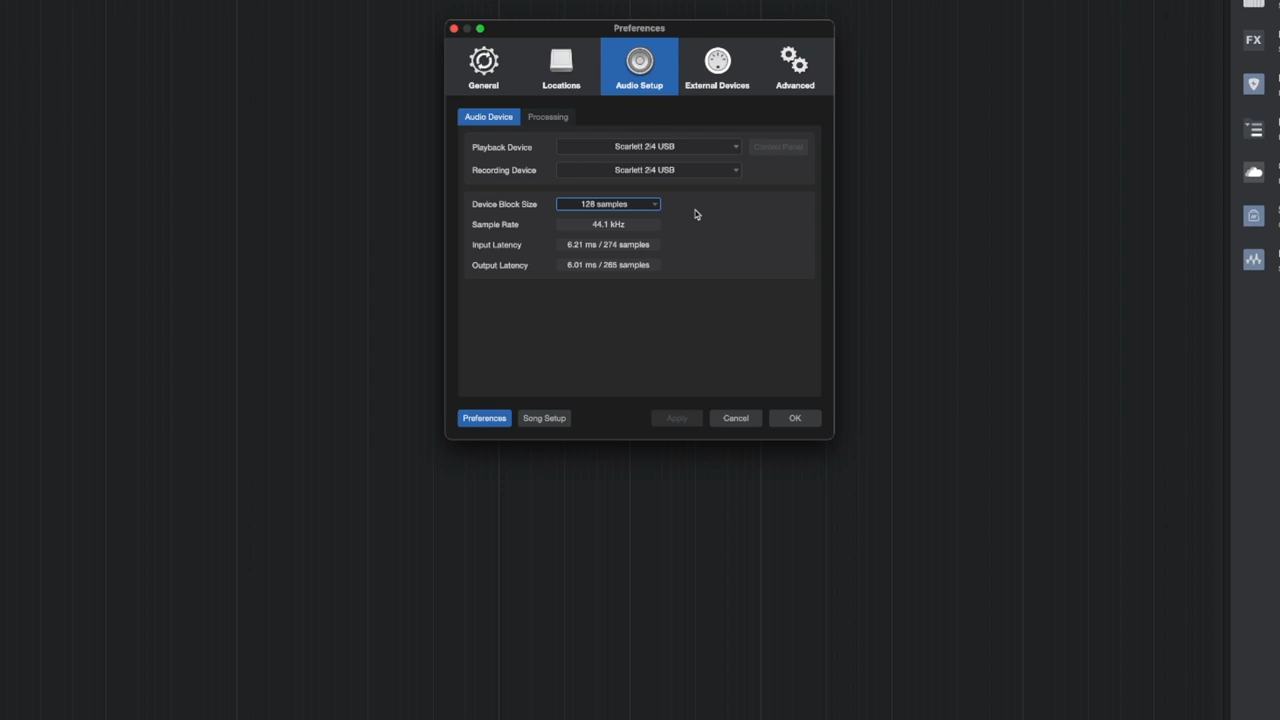 Preferences
General Locations Audio Setup External Devices Advanced
Audio Device Processing
Playback Device Scarlett 2i4 USB Control Panel
Recording Device Scarlett 2i4 USB
Device Block Size 128 samples
Sample Rate 44.1 kHz
Input Latency 6.21 ms / 274 samples
Output Latency 6.01 ms / 265 samples
Preferences Song Setup Apply Cancel OK
FX